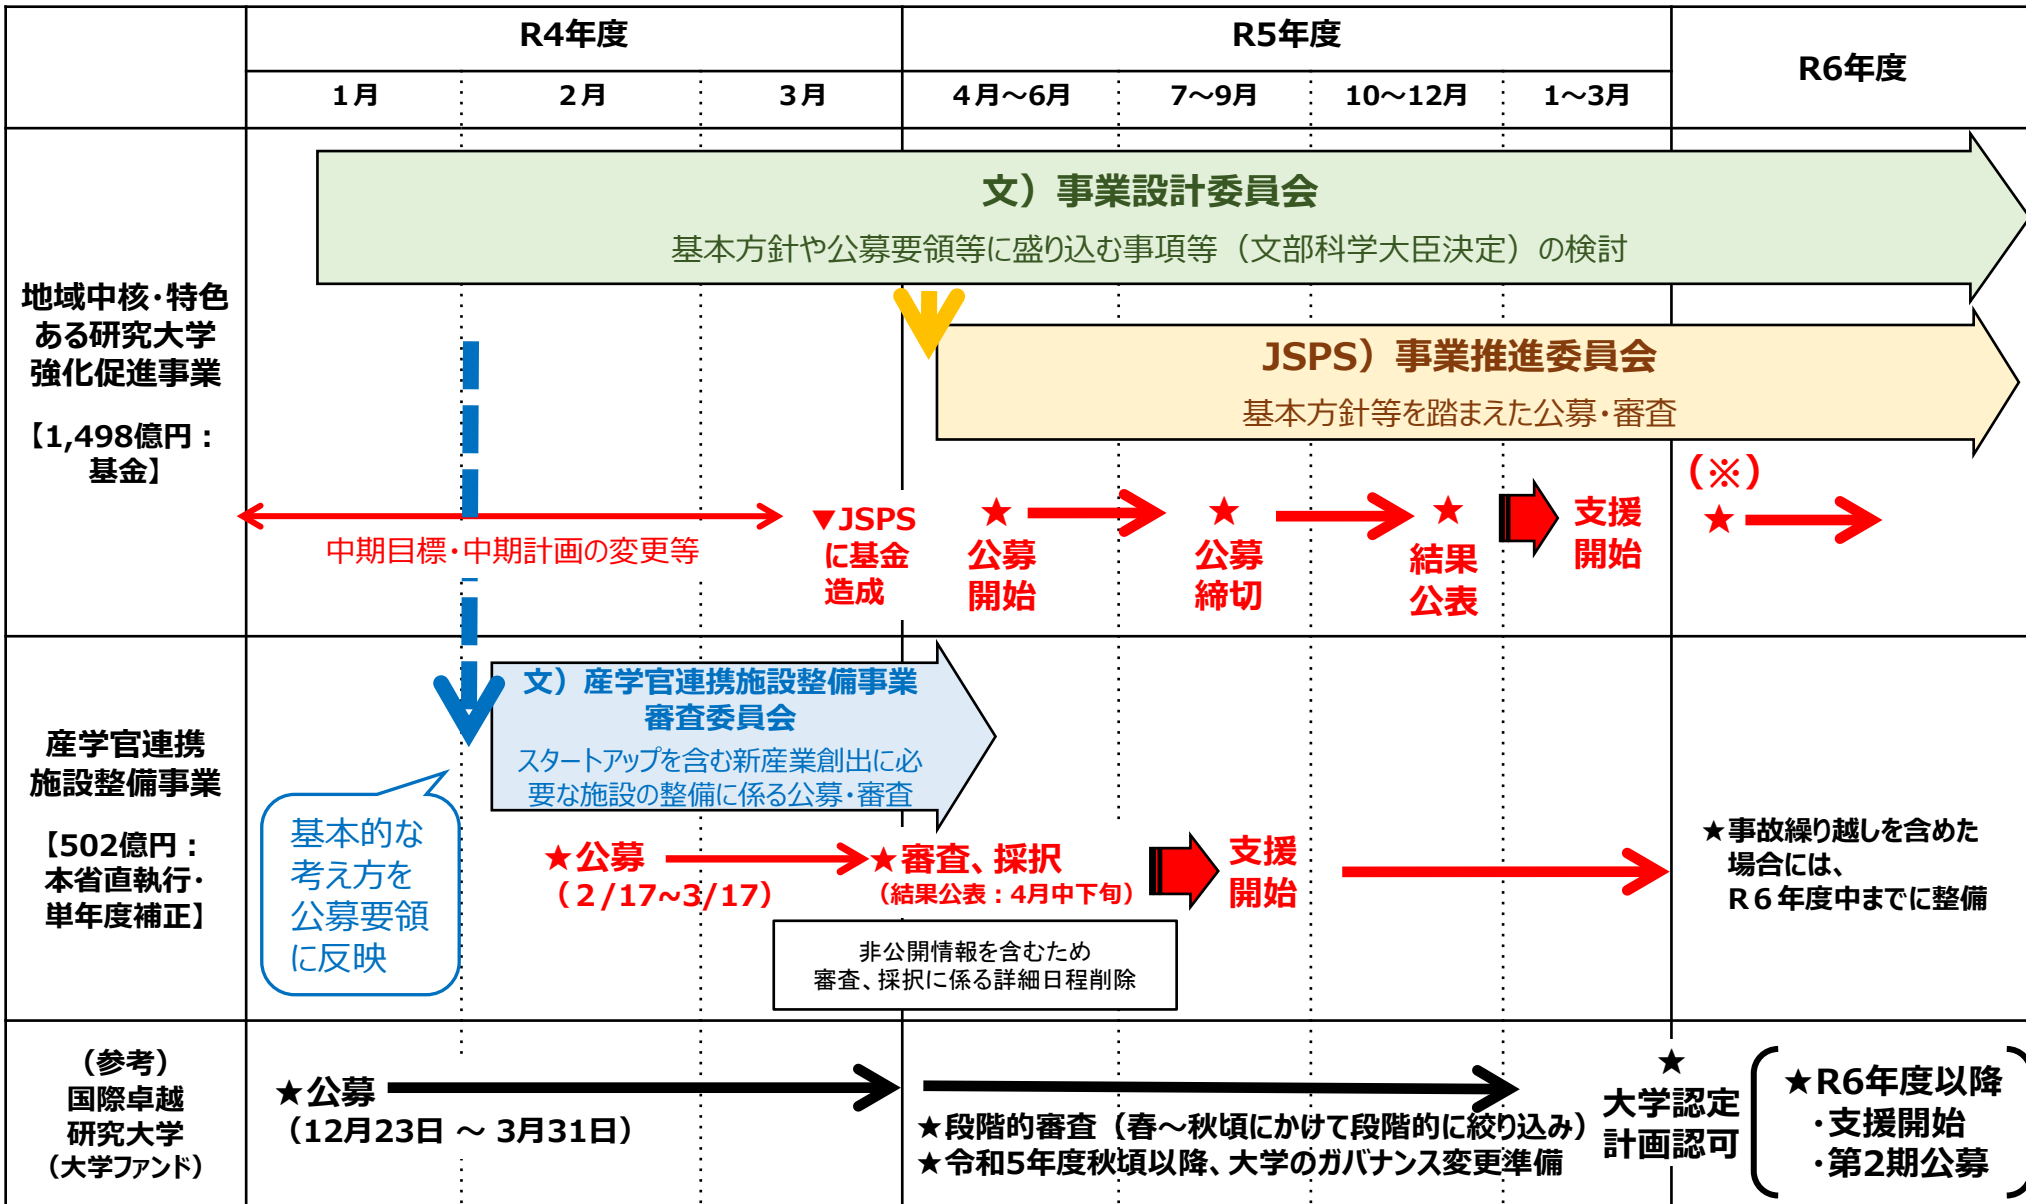 R4年度
R5年度
R6年度
1月
2月
3月
4月～6月
7～9月
10～12月
1～3月
地域中核・特色
ある研究大学
強化促進事業
【1,498億円：
基金】
文）事業設計委員会
基本方針や公募要領等に盛り込む事項等（文部科学大臣決定）の検討
JSPS）事業推進委員会
基本方針等を踏まえた公募・審査
中期目標・中期計画の変更等
▼JSPS
に基金
造成
★
公募
開始
★
公募
締切
★
結果
公表
支援
開始
（※）
★
産学官連携
施設整備事業
【502億円：
本省直執行・
単年度補正】
文）産学官連携施設整備事業
審査委員会
スタートアップを含む新産業創出に必
要な施設の整備に係る公募・審査
基本的な
考え方を
公募要領
に反映
★公募
（2/17~3/17）
★審査、採択
（結果公表：4月中下旬）
支援
開始
非公開情報を含むため
審査、採択に係る詳細日程削除
★事故繰り越しを含めた
場合には、
R6年度中までに整備
（参考）
国際卓越
研究大学
（大学ファンド）
★公募
（12月23日 ～ 3月31日）
★段階的審査（春～秋頃にかけて段階的に絞り込み）
★令和5年度秋頃以降、大学のガバナンス変更準備
★
大学認定
計画認可
★R6年度以降
・支援開始
・第2期公募